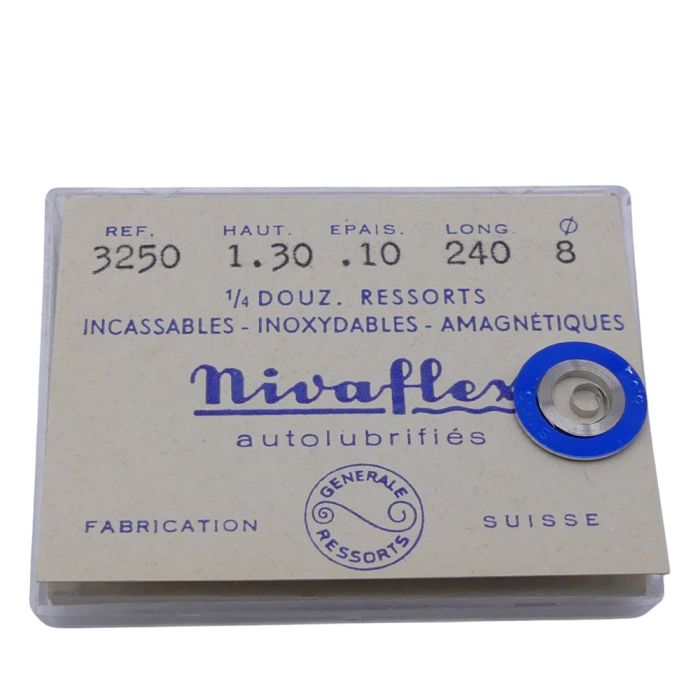 REF. HAUT. EPAIS. LONG. Ø
3250 1.30 .10 240 8
1/4 DOUZ. RESSORTS
INCASSABLES - INOXYDABLES - AMAGNÉTIQUES
Nivaflex
autolubrifiés
GENERALE
RESSORTS
FABRICATION SUISSE